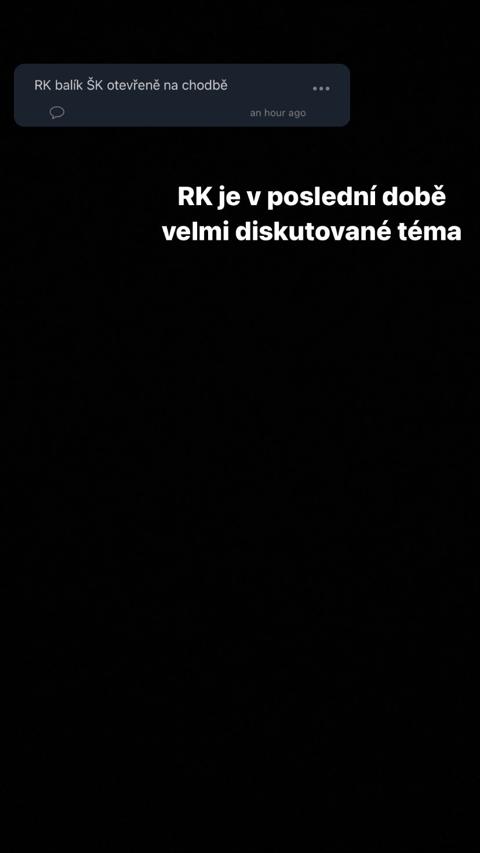 RK balík ŠK otevřeně na chodbě
an hour ago
RK je v poslední době
velmi diskutované téma